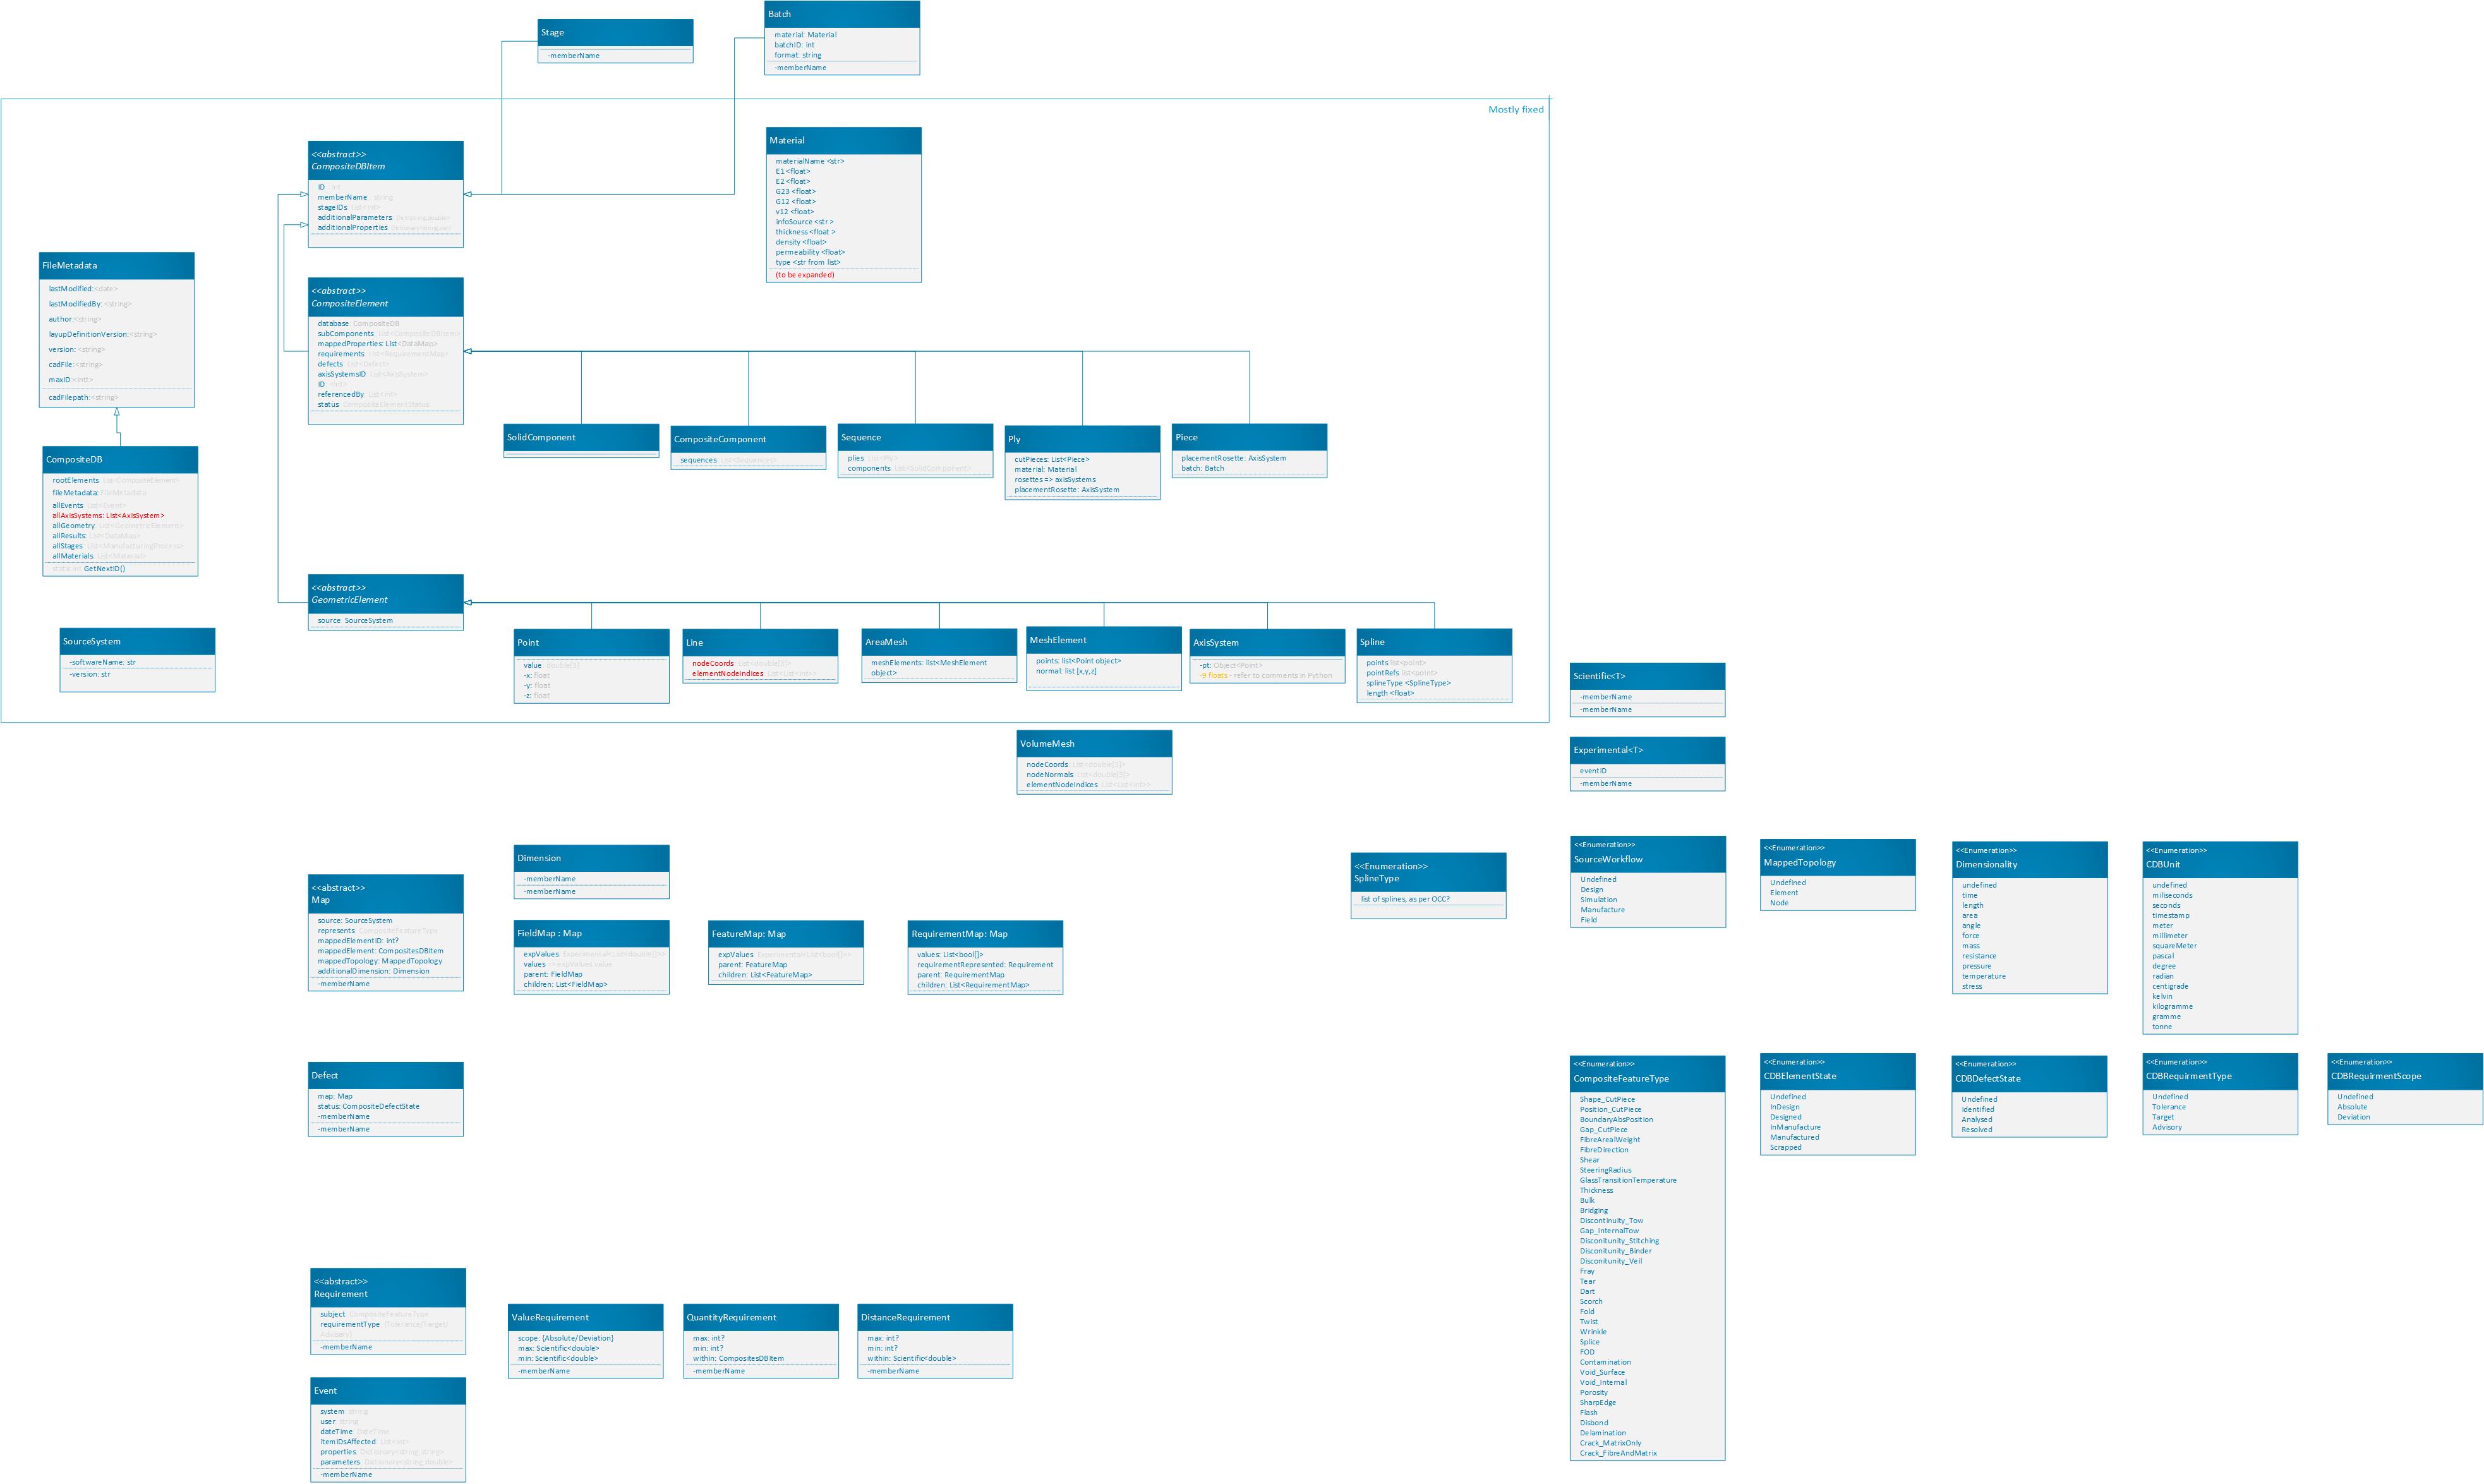 Stage
-memberName
Batch
material: Material
batchID: int
format: string
-memberName
Mostly fixed
<<abstract>>
CompositeDBItem
ID : int
memberName : string
stageIDs : List<int>
additionalParameters
additionalProperties
Material
materialName <str>
E1 <float>
E2 <float>
G23 <float>
G12 <float>
v12 <float>
infoSource <str >
thickness <float >
density <float>
permeability <float>
type <str from list>
(to be expanded)
FileMetadata
lastModified:<date>
lastModifiedBy: <string>
author:<string>
layupDefinitionVersion:<string>
version: <string>
cadFile:<string>
maxID:<intt>
cadFilepath:<string>
<<abstract>>
CompositeElement
database: CompositeDB
subComponents: List<CompositeDBItem>
mappedProperties: List<DataMap>
requirements: List<RequirementMap>
defects: List<Defect>
axisSystemsID: List<AxisSystem>
ID : <int>
referencedBy : List<int>
status: CompositeElementStatus
SolidComponent
CompositeComponent
sequences: List<Sequences>
Sequence
plies: List<Ply>
components: List<SolidComponent>
Ply
cutPieces: List<Piece>
material: Material
rosettes => axisSystems
placementRosette: AxisSystem
Piece
placementRosette: AxisSystem
batch: Batch
CompositeDB
rootElements: List<CompositeElement>
fileMetadata: FileMetadata
allEvents: List<Event>
allAxisSystems: List<AxisSystem>
allGeometry: List<GeometricElement>
allResults: List<DataMap>
allStages: List<ManufacturingProcess>
allMaterials: List<Material>
static int GetNextID()
<<abstract>>
GeometricElement
source: SourceSystem
SourceSystem
-softwareName: str
-version: str
Point
value: double[3]
-x: float
-y: float
-z: float
Line
nodeCoords: List<double[3]>
elementNodeIndices: List<List<int>>
AreaMesh
meshElements: list<MeshElement
object>
MeshElement
points: list<Point object>
normal: list [x,y,z]
AxisSystem
-pt: Object<Point>
-9 floats - refer to comments in Python
Spline
points list<point>
pointRefs list<point>
splineType <SplineType>
length <float>
Scientific<T>
-memberName
-memberName
VolumeMesh
nodeCoords: List<double[3]>
nodeNormals: List<double[3]>
elementNodeIndices: List<List<int>>
Experimental<T>
eventID
-memberName
Dimension
-memberName
-memberName
<<abstract>>
Map
source: SourceSystem
represents: CompositeFeatureType
mappedElementID: int?
mappedElement: CompositesDBItem
mappedTopology: MappedTopology
additionalDimension: Dimension
-memberName
FieldMap : Map
expValues: Experimental<List<double[]>>
values => expValues.value
parent: FieldMap
children: List<FieldMap>
FeatureMap: Map
expValues: Experimental<List<bool[]>>
parent: FeatureMap
children: List<FeatureMap>
RequirementMap: Map
values: List<bool[]>
requirementRepresented: Requirement
parent: RequirementMap
children: List<RequirementMap>
<<Enumeration>>
SplineType
list of splines, as per OCC?
<<Enumeration>>
SourceWorkflow
Undefined
Design
Simulation
Manufacture
Field
<<Enumeration>>
MappedTopology
Undefined
Element
Node
<<Enumeration>>
Dimensionality
undefined
time
length
area
angle
force
mass
resistance
pressure
temperature
stress
<<Enumeration>>
CDBUnit
undefined
miliseconds
seconds
timestamp
meter
millimeter
squareMeter
pascal
degree
radian
centigrade
kelvin
kilogramme
gramme
tonne
Defect
map: Map
status: CompositeDefectState
-memberName
-memberName
<<Enumeration>>
CompositeFeatureType
Shape_CutPiece
Position_CutPiece
BoundaryAbsPosition
Gap_CutPiece
FibreArealWeight
FibreDirection
Shear
SteeringRadius
GlassTransitionTemperature
Thickness
Bulk
Bridging
Discontinuity_Tow
Gap_InternalTow
Disconitunity_Stitching
Disconitunity_Binder
Disconitunity_Veil
Fray
Tear
Dart
Scorch
Fold
Twist
Wrinkle
Splice
FOD
Contamination
Void_Surface
Void_Internal
Porosity
SharpEdge
Flash
Disbond
Delamination
Crack_MatrixOnly
Crack_FibreAndMatrix
<<Enumeration>>
CDBElementState
Undefined
InDesign
Designed
InManufacture
Manufactured
Scrapped
<<Enumeration>>
CDBDefectState
Undefined
Identified
Analysed
Resolved
<<Enumeration>>
CDBRequirmentType
Undefined
Tolerance
Target
Advisory
<<Enumeration>>
CDBRequirmentScope
Undefined
Absolute
Deviation
<<abstract>>
Requirement
subject: CompositeFeatureType
requirementType: {Tolerance/Target/
Advisory}
-memberName
ValueRequirement
scope: {Absolute/Deviation}
max: Scientific<double>
min: Scientific<double>
-memberName
QuantityRequirement
max: int?
min: int?
within: CompositesDBItem
-memberName
DistanceRequirement
max: int?
min: int?
within: Scientific<double>
-memberName
Event
system: string
user: string
dateTime: DateTime
itemIDsAffected: List<int>
properties: Dictionary<string,string>
parameters: Dictionary<string,double>
-memberName